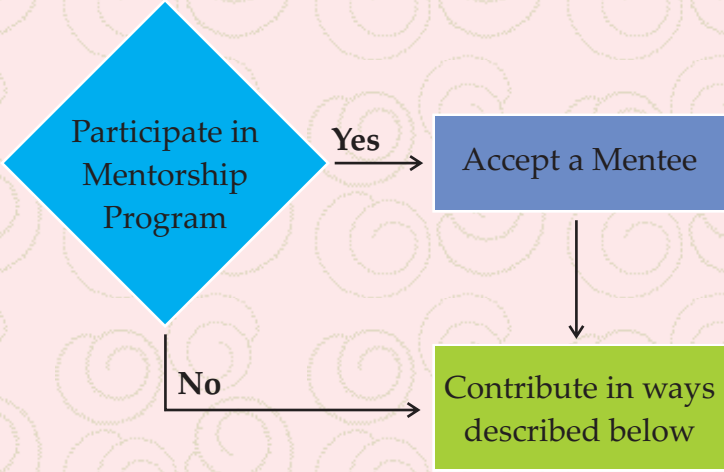 Participate in
Mentorship
Program
Yes
Accept a Mentee
No
Contribute in ways
described below